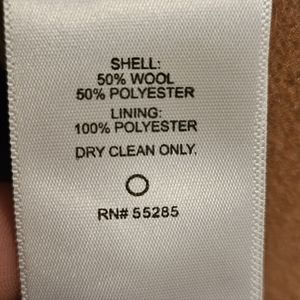 SHELL:
50% WOOL
50% POLYESTER
LINING:
100% POLYESTER
DRY CLEAN ONLY.
RN# 55285